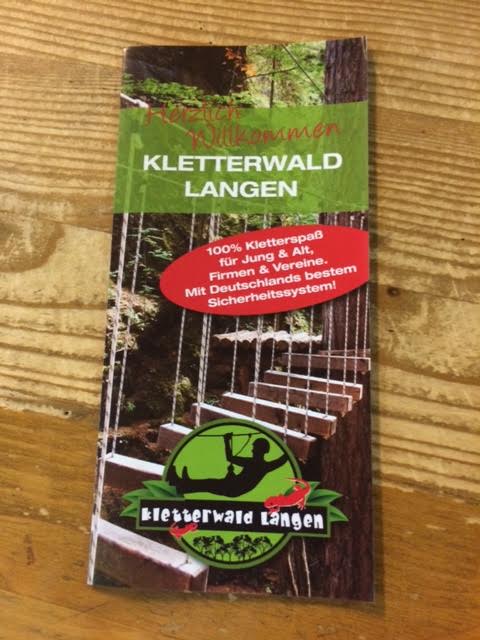 Herzlich
Willkommen
KLETTERWALD
LANGEN
100% Kletterspaß
für Jung & Alt,
Firmen & Vereine.
Mit Deutschlands bestem
Sicherheitssystem!
Kletterwald Langen